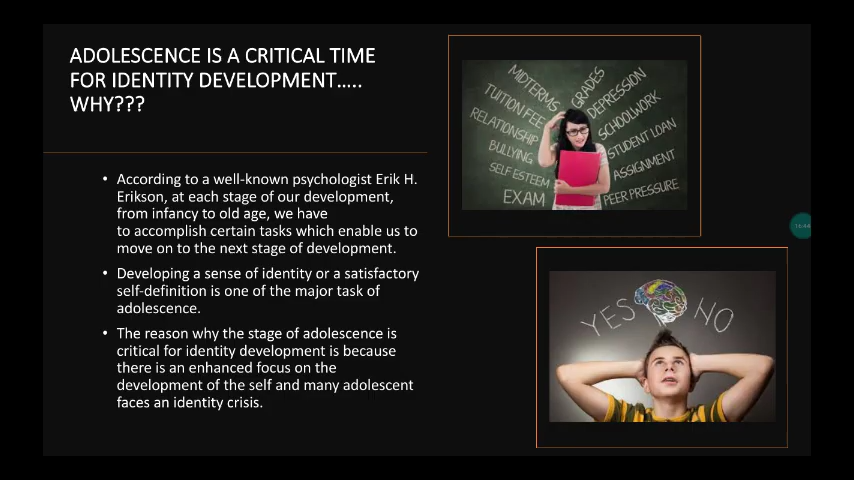 ADOLESCENCE IS A CRITICAL TIME
FOR IDENTITY DEVELOPMENT.....
WHY???
• According to a well-known psychologist Erik H.
Erikson, at each stage of our development,
from infancy to old age, we have
to accomplish certain tasks which enable us to
move on to the next stage of development.
• Developing a sense of identity or a satisfactory
self-definition is one of the major task of
adolescence.
• The reason why the stage of adolescence is
critical for identity development is because
there is an enhanced focus on the
development of the self and many adolescent
faces an identity crisis.
MIDTERMS
TUITION FEE
RELATIONSHIP
BULLYING
SELF ESTEEM
EXAM
GRADES
DEPRESSION
SCHOOLWORK
STUDENT LOAN
ASSIGNMENT
PEER PRESSURE
YES
NO